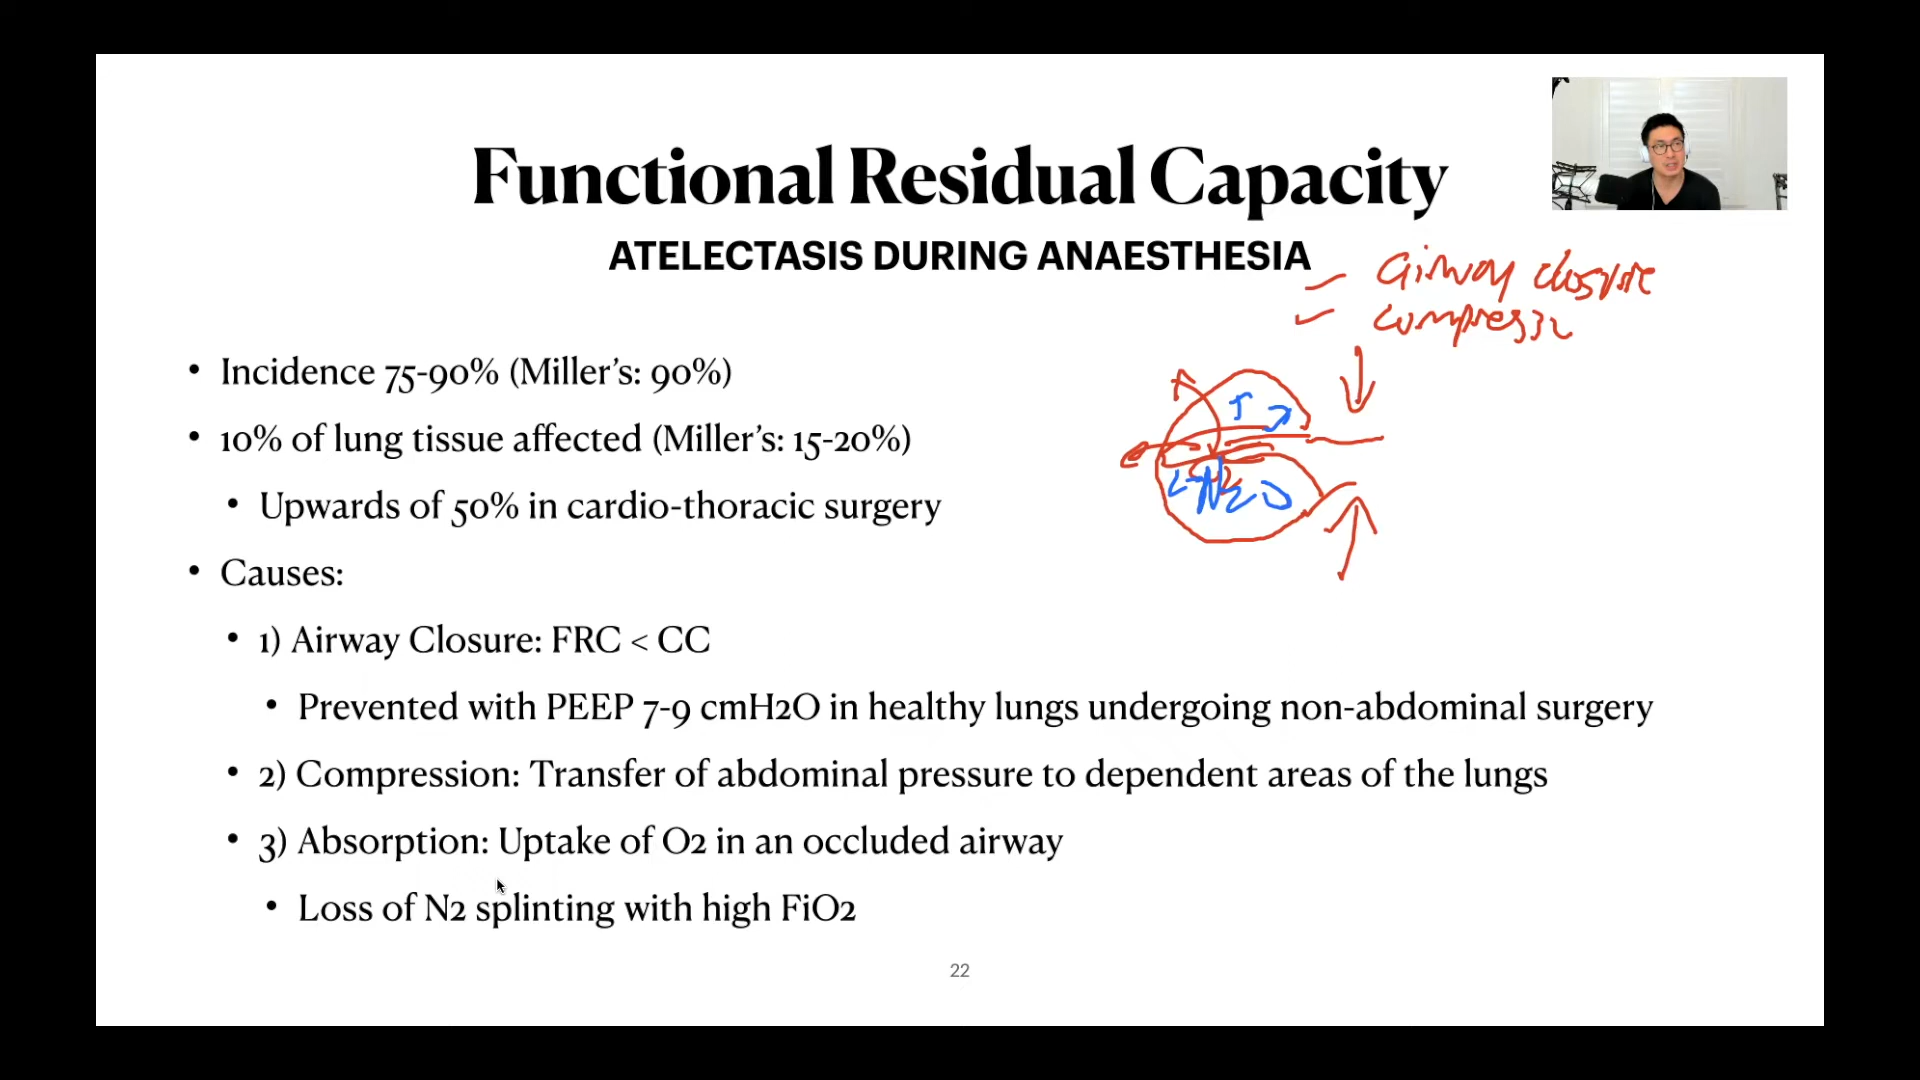 Functional Residual Capacity
ATELECTASIS DURING ANAESTHESIA
- Airway closure
- compress
• Incidence 75-90% (Miller’s: 90%)
• 10% of lung tissue affected (Miller’s: 15-20%)
• Upwards of 50% in cardio-thoracic surgery
• Causes:
• 1) Airway Closure: FRC < CC
• Prevented with PEEP 7-9 cmH2O in healthy lungs undergoing non-abdominal surgery
• 2) Compression: Transfer of abdominal pressure to dependent areas of the lungs
• 3) Absorption: Uptake of O2 in an occluded airway
• Loss of N2 splinting with high FiO2
22